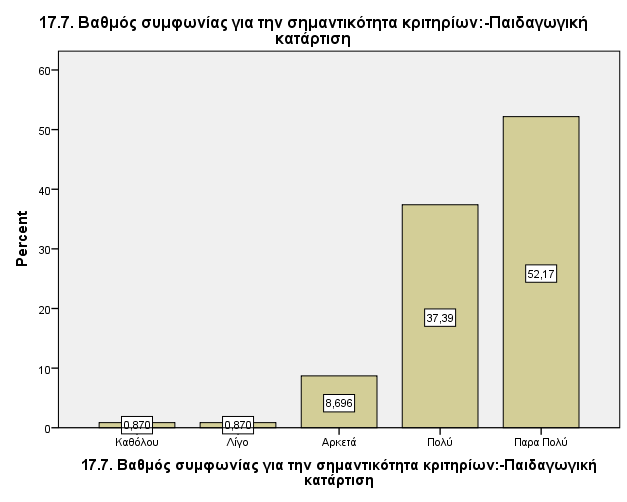 17.7. Βαθμός συμφωνίας για την σημαντικότητα κριτηρίων:-Παιδαγωγική
κατάρτιση
Percent
60
50
40
30
20
10
0
0,870
0,870
8,696
37,39
52,17
Καθόλου
Λίγο
Αρκετά
Πολύ
Παρα Πολύ
17.7. Βαθμός συμφωνίας για την σημαντικότητα κριτηρίων:-Παιδαγωγική
κατάρτιση